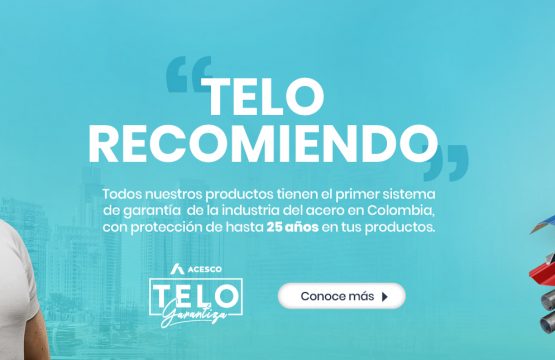 “TELO
RECOMIENDO”
Todos nuestros productos tienen el primer sistema
de garantía de la industria del acero en Colombia,
con protección de hasta 25 años en tus productos.
ACESCO
TELO
Garantiza
Conoce más